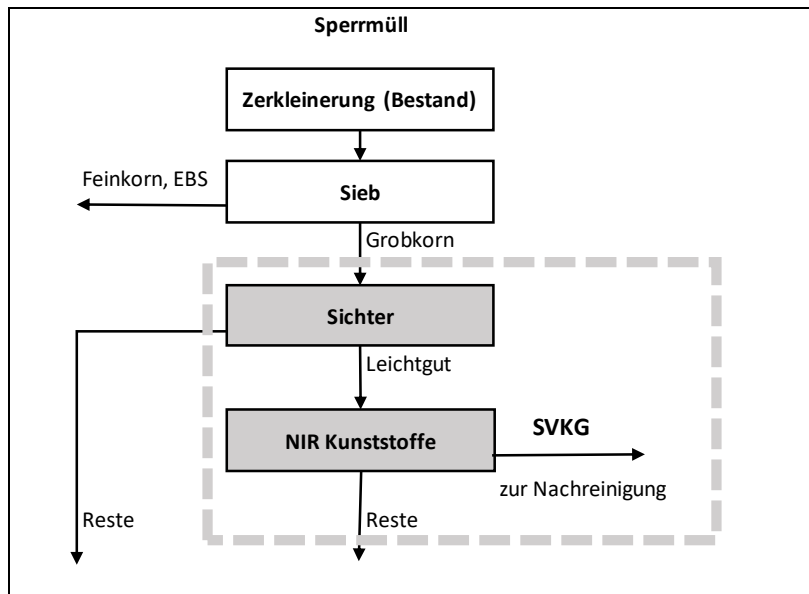 Sperrmüll
Zerkleinerung (Bestand)
Feinkorn, EBS
Sieb
Grobkorn
Sichter
Leichtgut
NIR Kunststoffe
SVKG
zur Nachreinigung
Reste
Reste